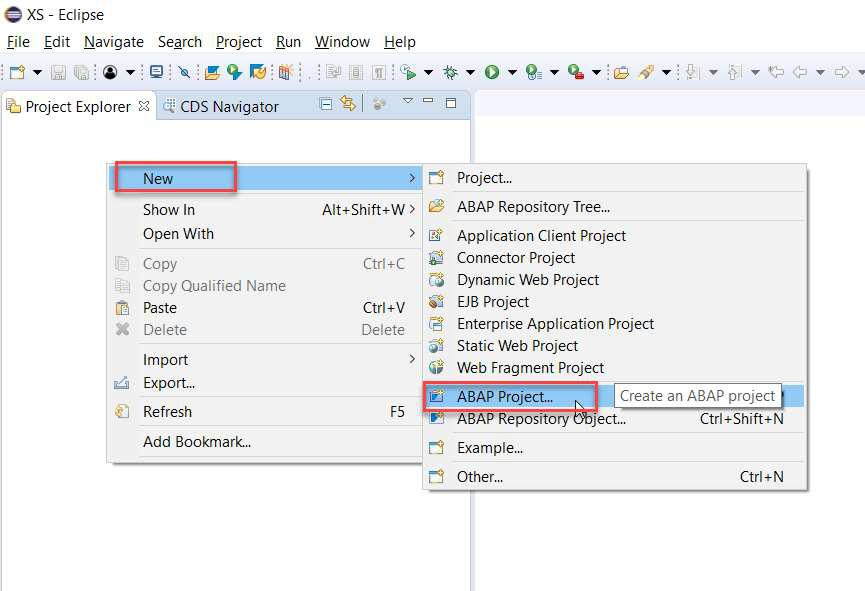 XS - Eclipse
File Edit Navigate Search Project Run Window Help
Project Explorer CDS Navigator
New
Show In Alt+Shift+W
Open With
Copy Ctrl+C
Copy Qualified Name
Paste Ctrl+V
Delete Delete
Import
Export...
Refresh F5
Add Bookmark...
Project...
ABAP Repository Tree...
Application Client Project
Connector Project
Dynamic Web Project
EJB Project
Enterprise Application Project
Static Web Project
Web Fragment Project
ABAP Project... Create an ABAP project
ABAP Repository Object... Ctrl+Shift+N
Example...
Other... Ctrl+N